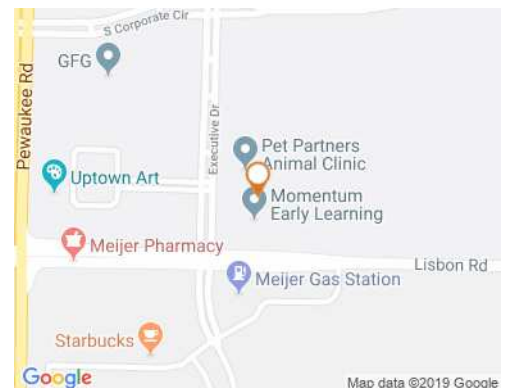 S Corporate Cir
GFG
Pewaukee Rd
Executive Dr
Pet Partners
Animal Clinic
Uptown Art
Momentum
Early Learning
Meijer Pharmacy
Lisbon Rd
Meijer Gas Station
Starbucks
Google
Map data ©2019 Google